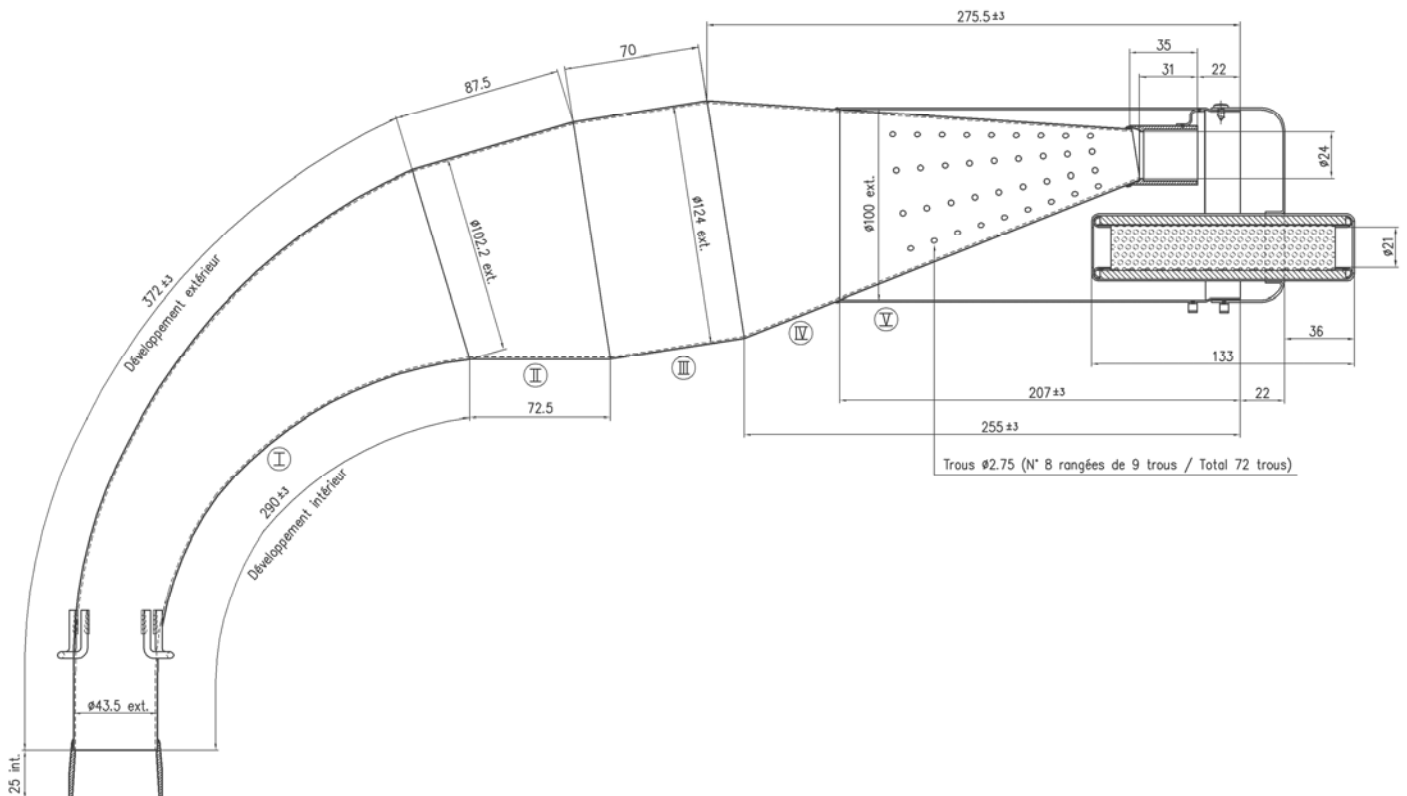 275.5±3
70
35
31
22
87.5
ø24
ø102.2 ext.
ø124 ext.
ø100 ext.
ø21
372 ±3
Développement extérieur
Ⅳ
Ⅴ
Ⅲ
Ⅱ
36
133
72.5
207±3
22
255±3
Ⅰ
Trous ø2.75 (N° 8 rangées de 9 trous / Total 72 trous)
290±3
Développement intérieur
ø43.5 ext.
25 int.